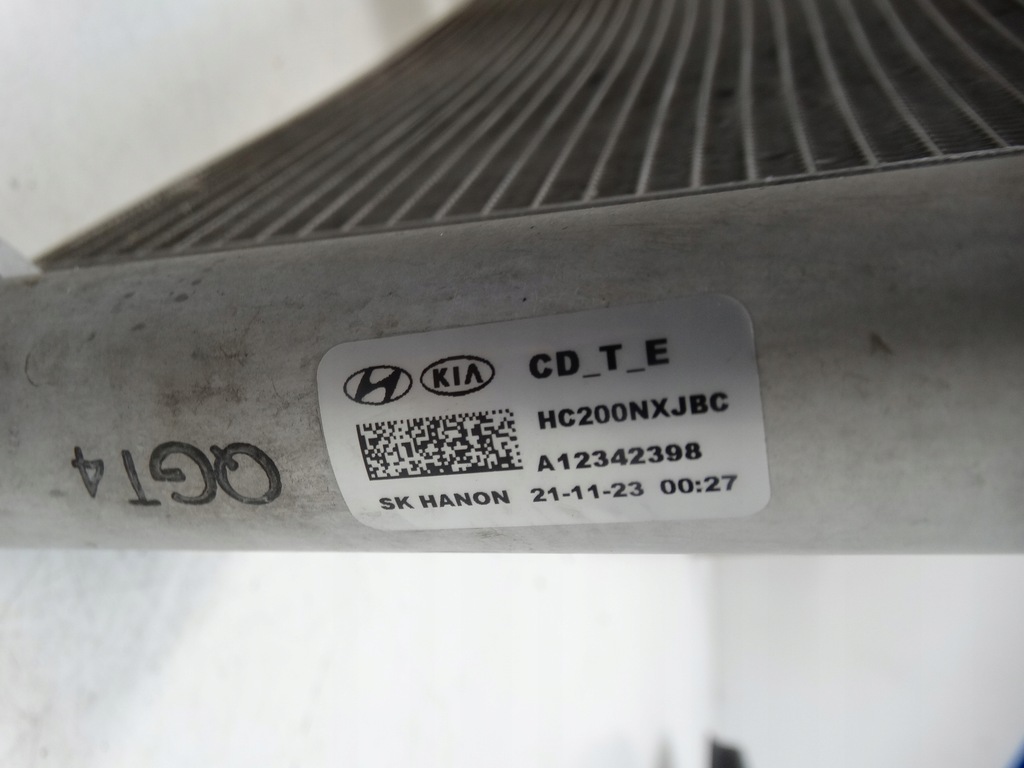 KIA CD_T_E
HC200NXJBC
A12342398
SK HANON 21-11-23 00:27
QGT4